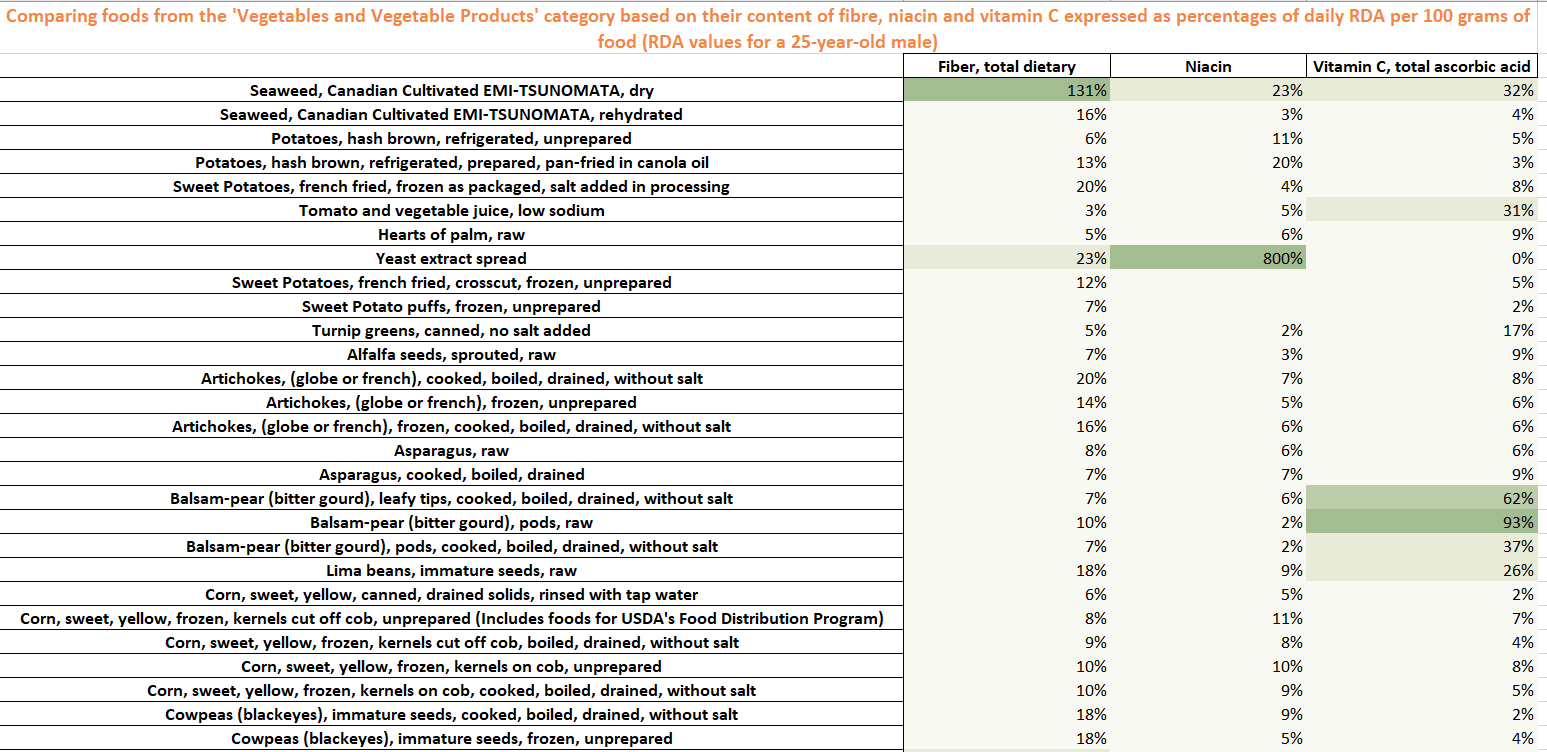 Comparing foods from the 'Vegetables and Vegetable Products' category based on their content of fibre, niacin and vitamin C expressed as percentages of daily RDA per 100 grams of
food (RDA values for a 25-year-old male)
Fiber, total dietary Niacin Vitamin C, total ascorbic acid
Seaweed, Canadian Cultivated EMI-TSUNOMATA, dry 131% 23% 32%
Seaweed, Canadian Cultivated EMI-TSUNOMATA, rehydrated 16% 3% 4%
Potatoes, hash brown, refrigerated, unprepared 6% 11% 5%
Potatoes, hash brown, refrigerated, prepared, pan-fried in canola oil 13% 20% 3%
Sweet Potatoes, french fried, frozen as packaged, salt added in processing 20% 4% 8%
Tomato and vegetable juice, low sodium 3% 5% 31%
Hearts of palm, raw 5% 6% 9%
Yeast extract spread 23% 800% 0%
Sweet Potatoes, french fried, crosscut, frozen, unprepared 12% 5%
Sweet Potato puffs, frozen, unprepared 7% 2%
Turnip greens, canned, no salt added 5% 2% 17%
Alfalfa seeds, sprouted, raw 7% 3% 9%
Artichokes, (globe or french), cooked, boiled, drained, without salt 20% 7% 8%
Artichokes, (globe or french), frozen, unprepared 14% 5% 6%
Artichokes, (globe or french), frozen, cooked, boiled, drained, without salt 16% 6% 6%
Asparagus, raw 8% 6% 6%
Asparagus, cooked, boiled, drained 7% 7% 9%
Balsam-pear (bitter gourd), leafy tips, cooked, boiled, drained, without salt 7% 6% 62%
Balsam-pear (bitter gourd), pods, raw 10% 2% 93%
Balsam-pear (bitter gourd), pods, cooked, boiled, drained, without salt 7% 2% 37%
Lima beans, immature seeds, raw 18% 9% 26%
Corn, sweet, yellow, canned, drained solids, rinsed with tap water 6% 5% 2%
Corn, sweet, yellow, frozen, kernels cut off cob, unprepared (Includes foods for USDA's Food Distribution Program) 8% 11% 7%
Corn, sweet, yellow, frozen, kernels cut off cob, boiled, drained, without salt 9% 8% 4%
Corn, sweet, yellow, frozen, kernels on cob, unprepared 10% 10% 8%
Corn, sweet, yellow, frozen, kernels on cob, cooked, boiled, drained, without salt 10% 9% 5%
Cowpeas (blackeyes), immature seeds, cooked, boiled, drained, without salt 18% 9% 2%
Cowpeas (blackeyes), immature seeds, frozen, unprepared 18% 5% 4%